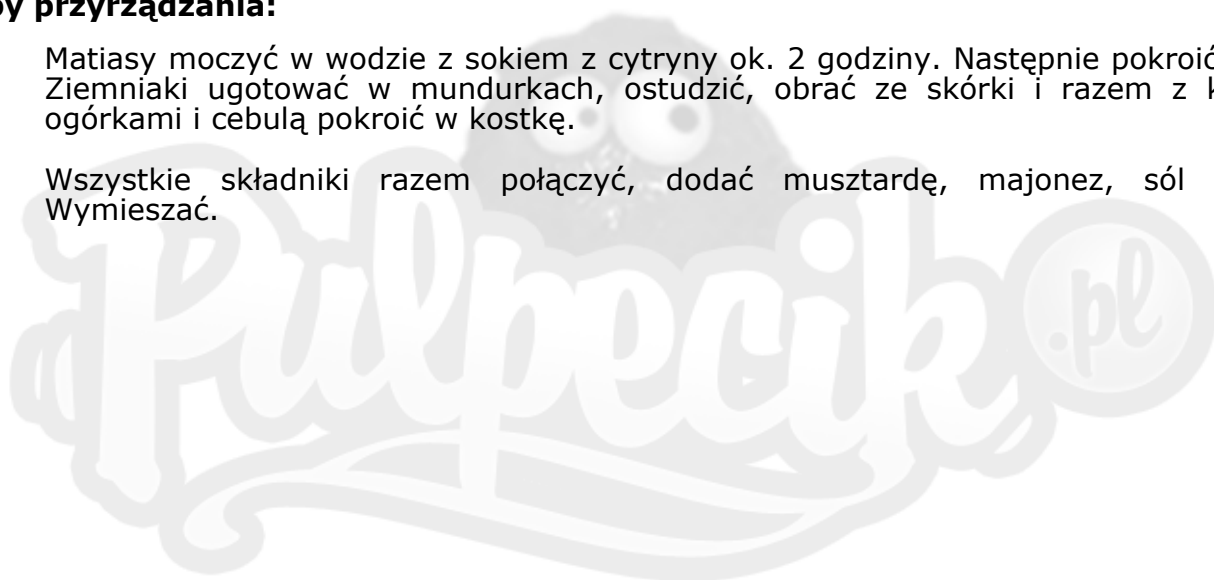 przyrządzania:
Matiasy moczyć w wodzie z sokiem z cytryny ok. 2 godziny. Następnie pokroić
Ziemniaki ugotować w mundurkach, ostudzić, obrać ze skórki i razem z
ogórkami i cebulą pokroić w kostkę.
Wszystkie składniki razem połączyć, dodać musztardę, majonez, sól
Wymieszać.
Pulpecik.pl